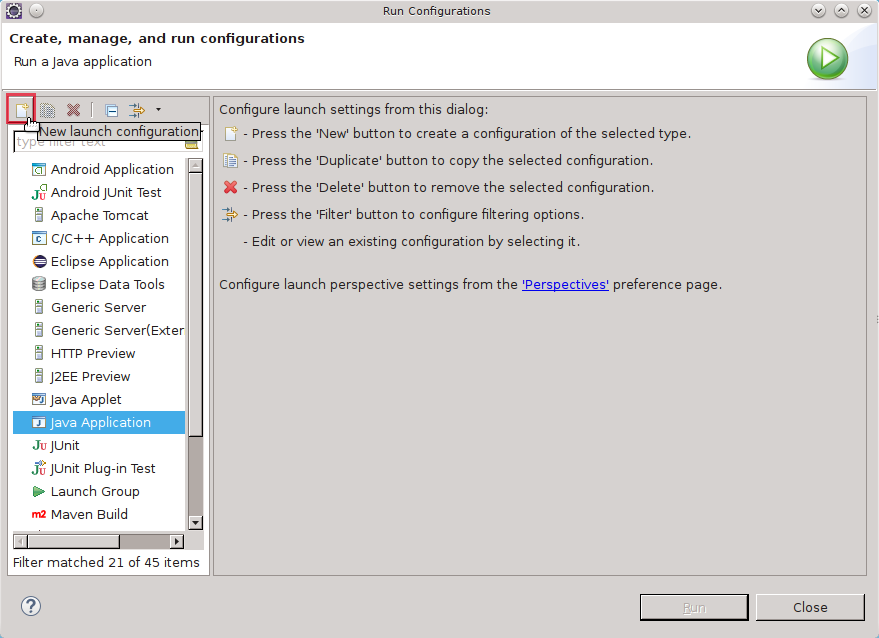 Run Configurations
Create, manage, and run configurations
Run a Java application
New launch configuration
type filter text
Android Application
Android JUnit Test
Apache Tomcat
C/C++ Application
Eclipse Application
Eclipse Data Tools
Generic Server
Generic Server(Exter
HTTP Preview
J2EE Preview
Java Applet
Java Application
JUnit
JUnit Plug-in Test
Launch Group
m2 Maven Build
Filter matched 21 of 45 items
Configure launch settings from this dialog:
- Press the 'New' button to create a configuration of the selected type.
- Press the 'Duplicate' button to copy the selected configuration.
- Press the 'Delete' button to remove the selected configuration.
- Press the 'Filter' button to configure filtering options.
- Edit or view an existing configuration by selecting it.
Configure launch perspective settings from the 'Perspectives' preference page.
Run
Close